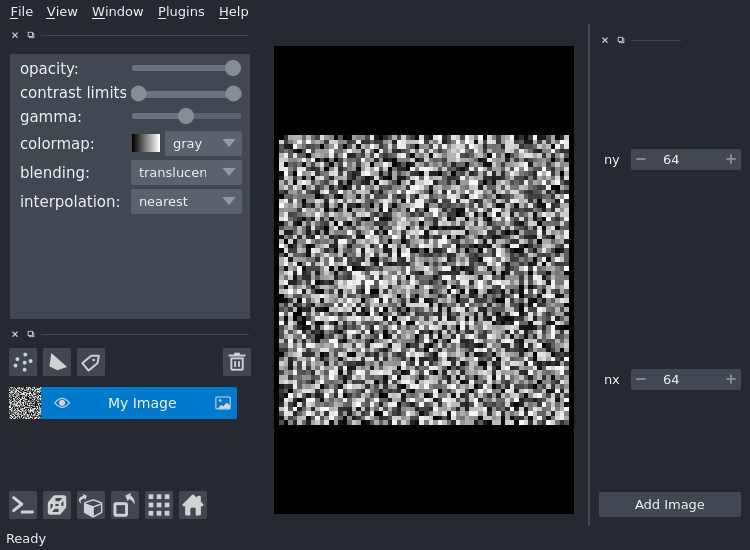 File View Window Plugins Help
opacity:
contrast limits
gamma:
colormap: gray
blending: translucen
interpolation: nearest
ny 64
nx 64
My Image
Add Image
Ready